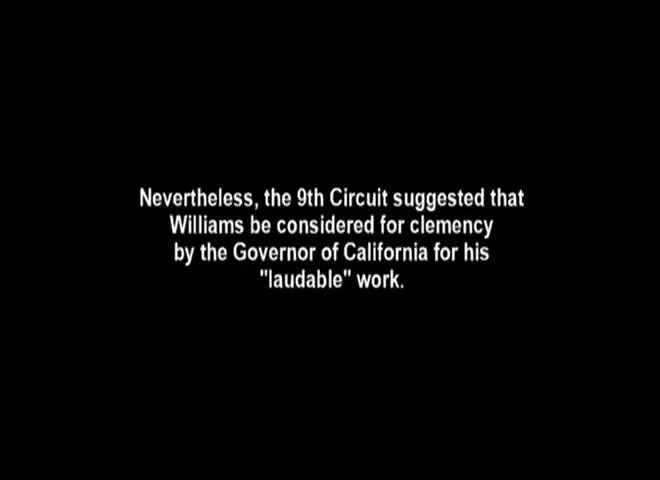 Nevertheless, the 9th Circuit suggested that
Williams be considered for clemency
by the Governor of California for his
"laudable" work.